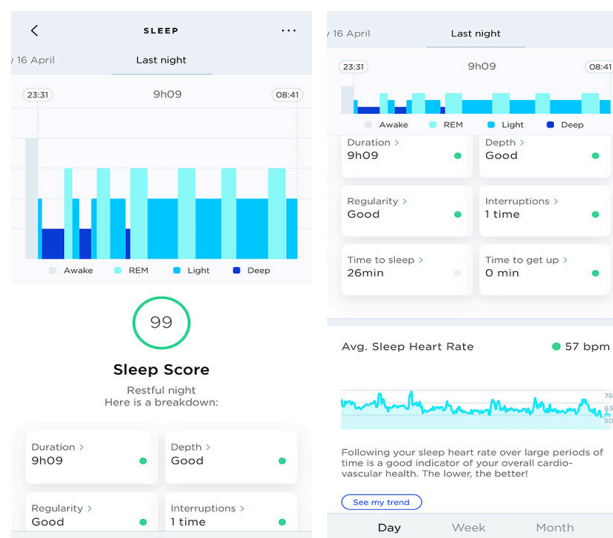 SLEEP
/ 16 April
Last night
23:31
9h09
08:41
Awake
REM
Light
Deep
99
Sleep Score
Restful night
Here is a breakdown:
Duration >
9h09
Depth >
Good
Regularity >
Good
Interruptions >
1 time
/ 16 April
Last night
23:31
9h09
08:41
Awake
REM
Light
Deep
Duration >
9h09
Depth >
Good
Regularity >
Good
Interruptions >
1 time
Time to sleep >
26min
Time to get up >
0 min
Avg. Sleep Heart Rate
57 bpm
76
63
50
Following your sleep heart rate over large periods of
time is a good indicator of your overall cardio-
vascular health. The lower, the better!
See my trend
Day
Week
Month